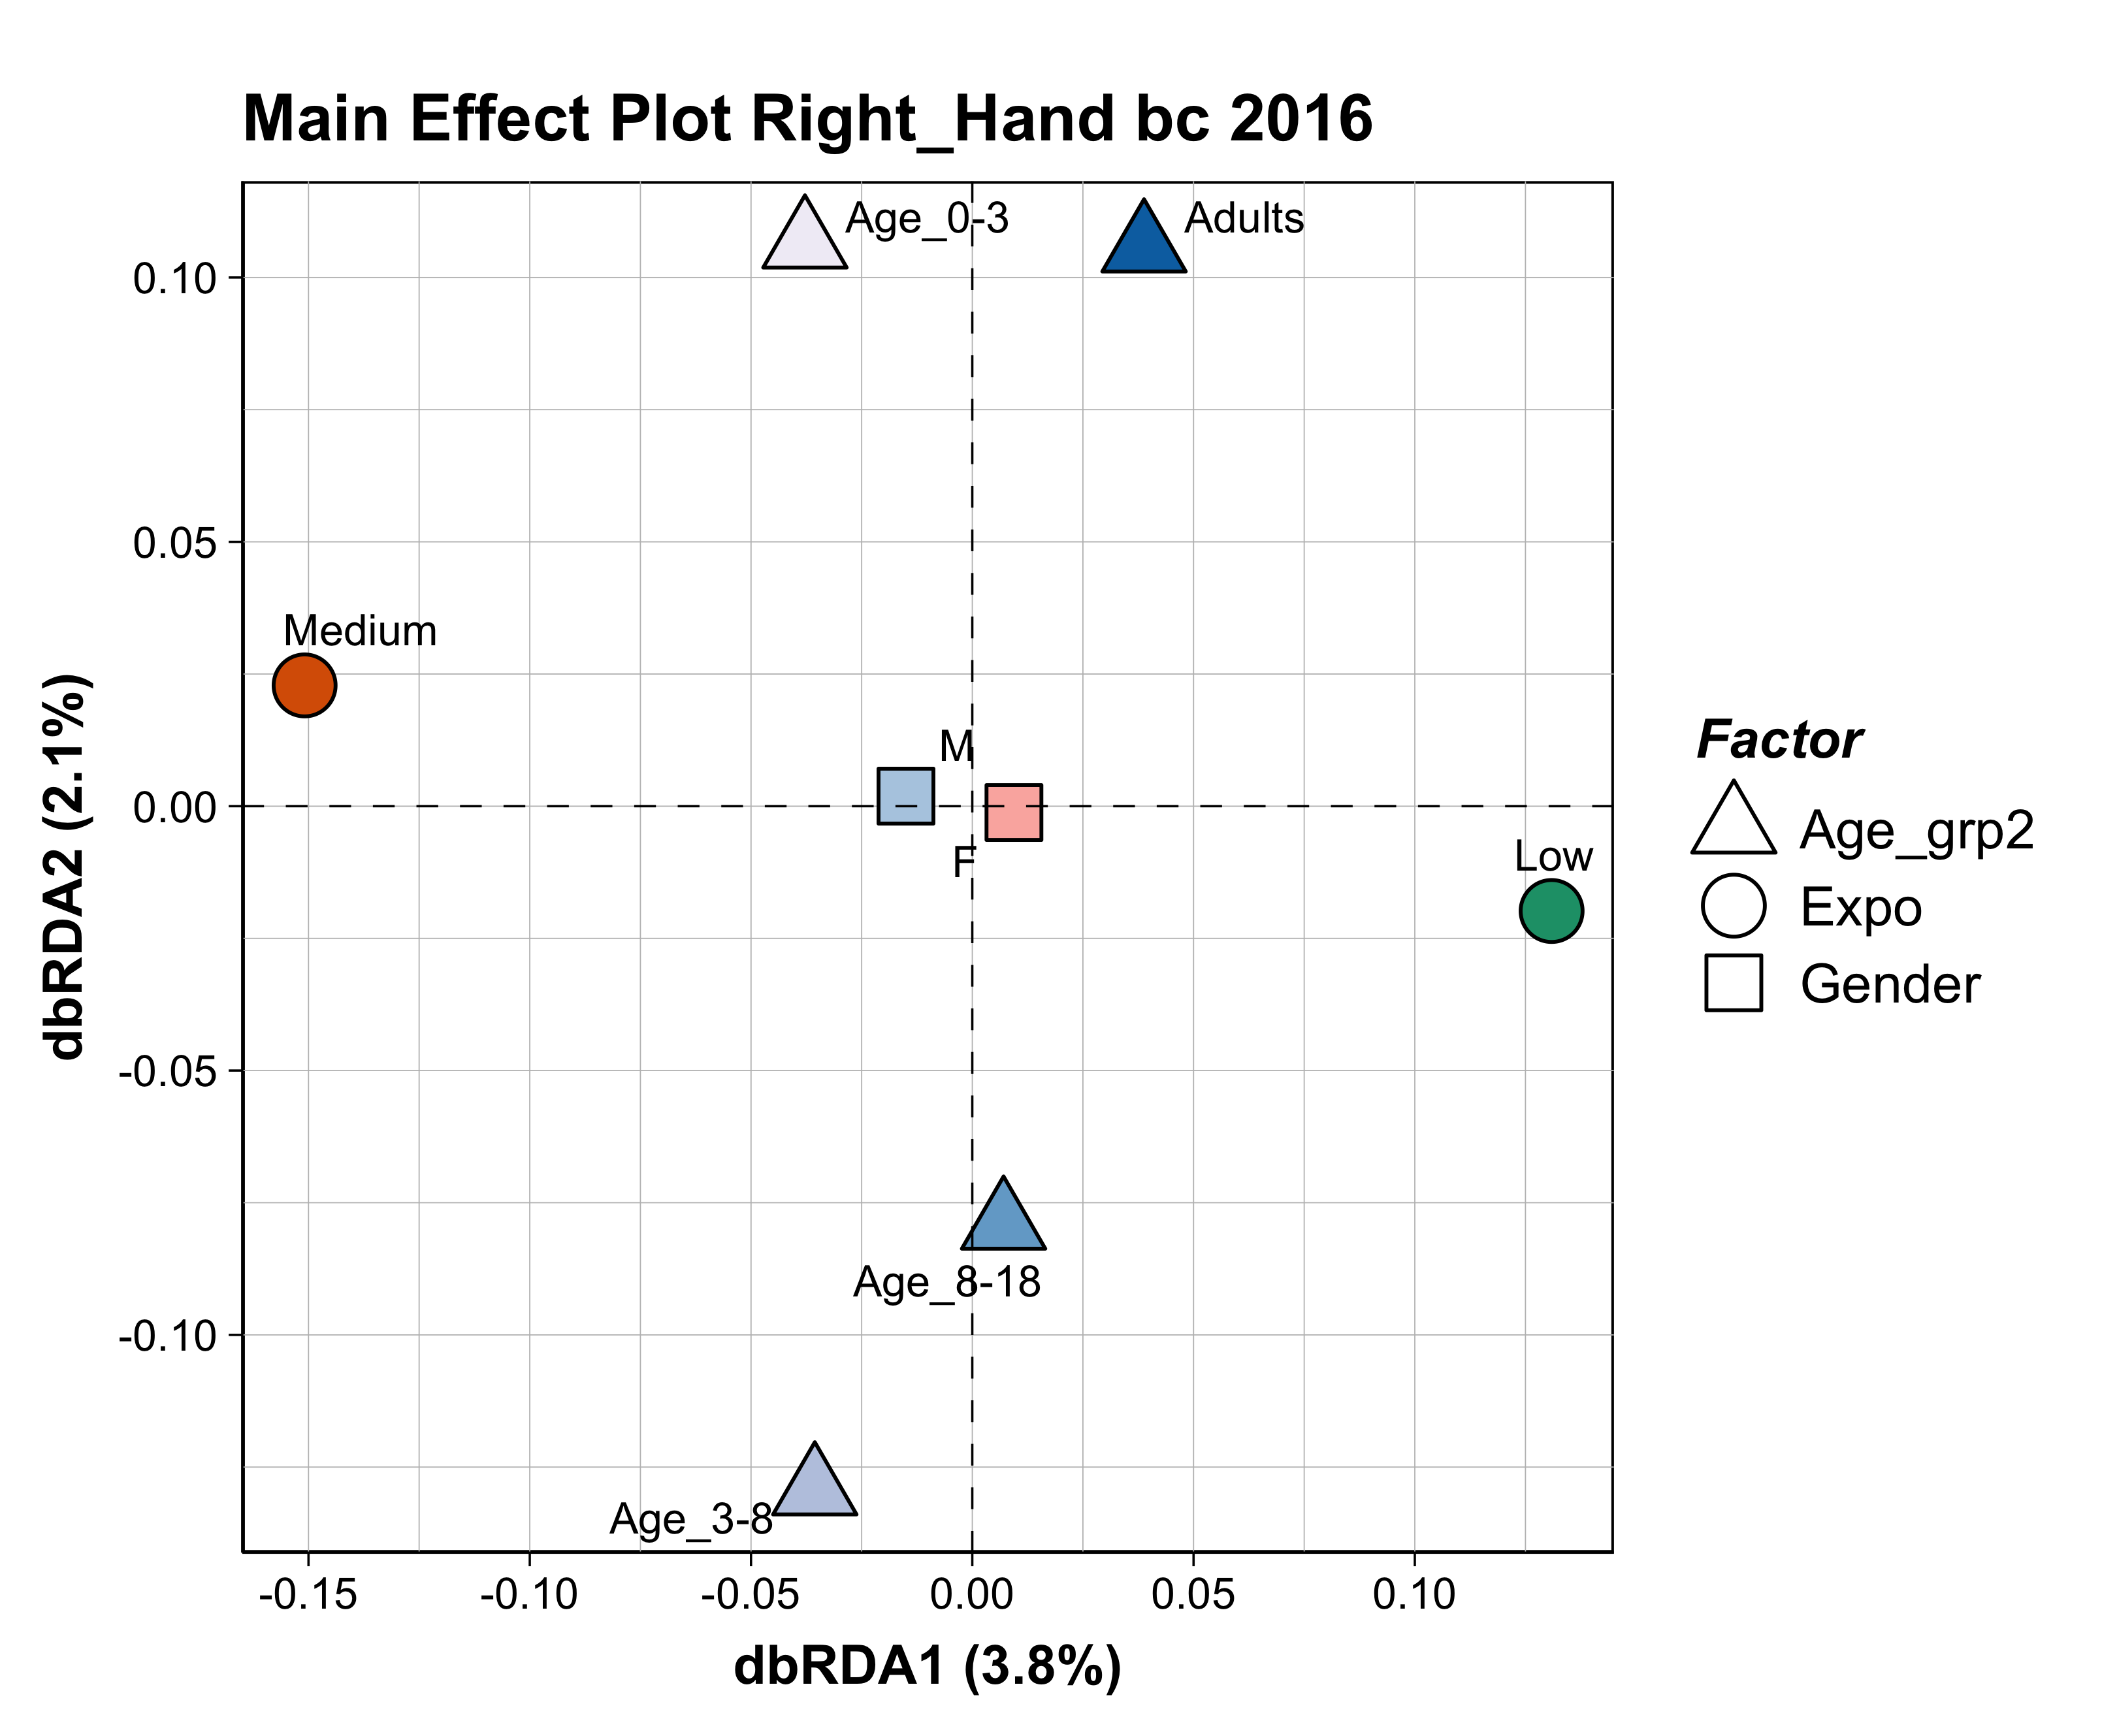 Main Effect Plot Right_Hand bc 2016
Age_0-3
Adults
0.10
0.05
Medium
M
0.00
F
Low
-0.05
Age_8-18
-0.10
Age_3-8
-0.15
-0.10
-0.05
0.00
0.05
0.10
dbRDA1 (3.8%)
dbRDA2 (2.1%)
Factor
Age_grp2
Expo
Gender